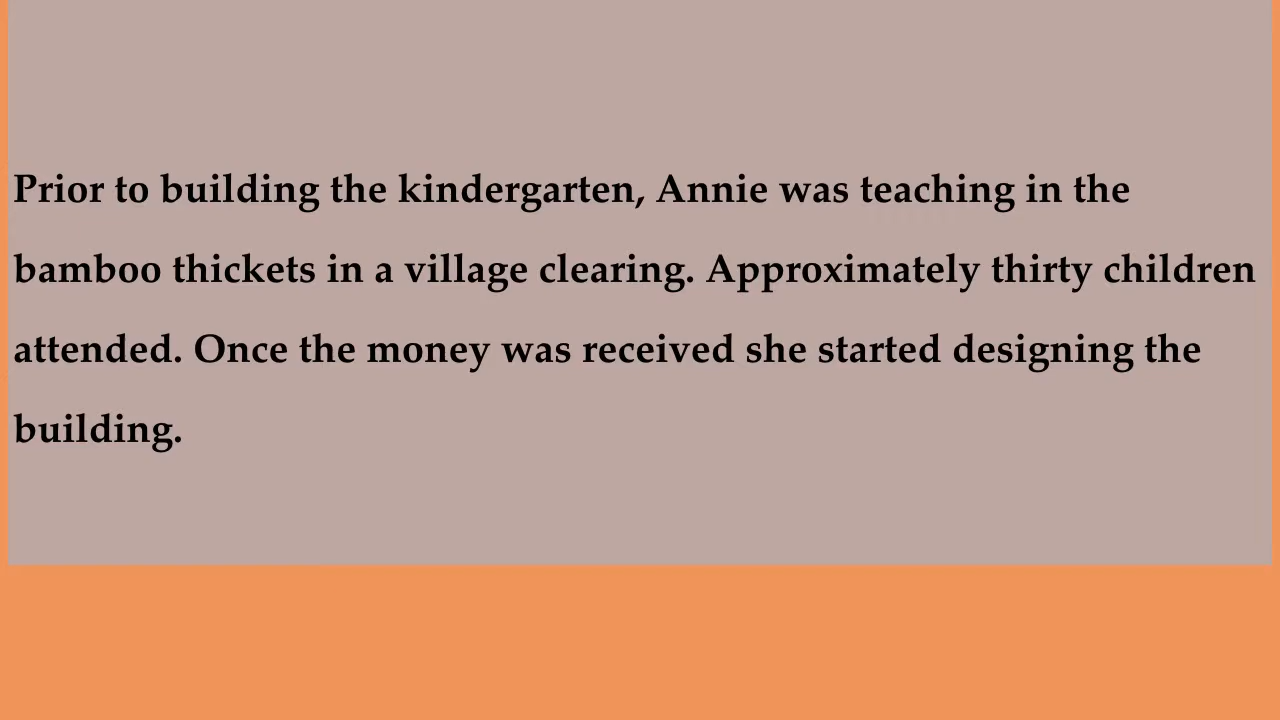 Prior to building the kindergarten, Annie was teaching in the
bamboo thickets in a village clearing. Approximately thirty children
attended. Once the money was received she started designing the
building.